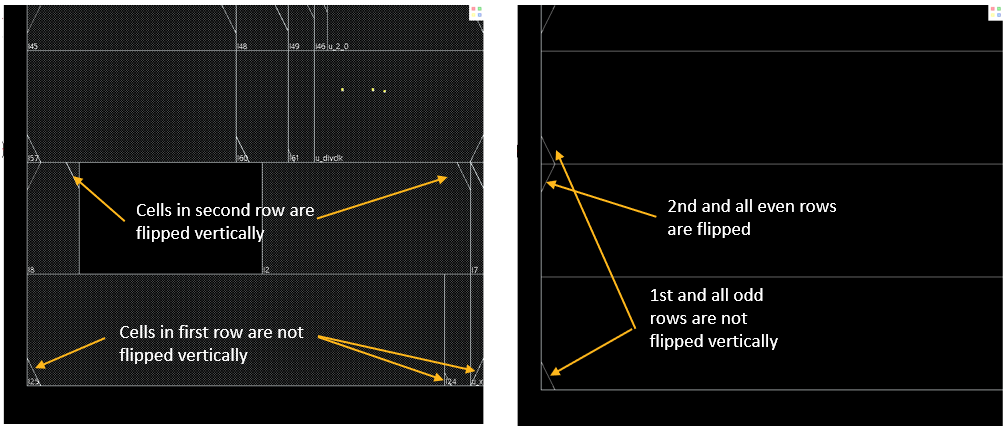 I45
I48
I49
I46
u_2_0
I57
I60
I61
u_divclk
Cells in second row are
flipped vertically
I8
I2
I7
Cells in first row are not
flipped vertically
I23
I24
u_x
2nd and all even rows
are flipped
1st and all odd
rows are not
flipped vertically